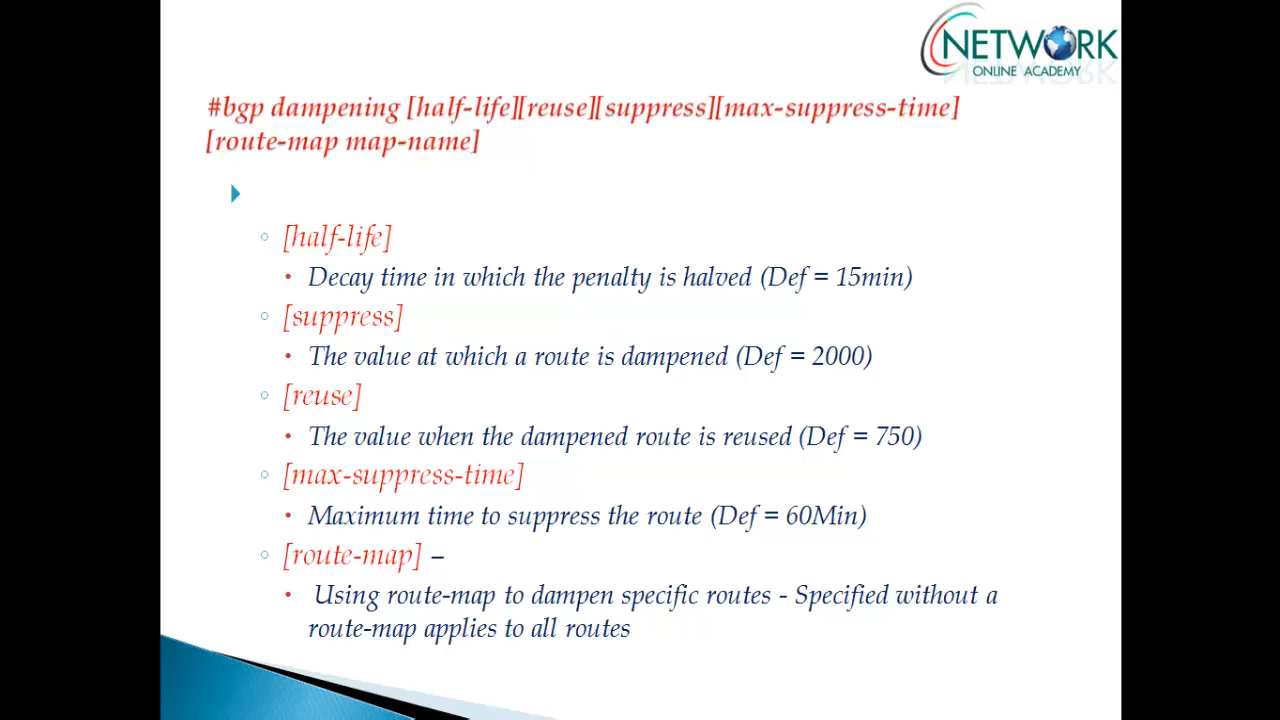 NETWORK
ONLINE ACADEMY
#bgp dampening [half-life][reuse][suppress][max-suppress-time]
[route-map map-name]
[half-life]
Decay time in which the penalty is halved (Def = 15min)
[suppress]
The value at which a route is dampened (Def = 2000)
[reuse]
The value when the dampened route is reused (Def = 750)
[max-suppress-time]
Maximum time to suppress the route (Def = 60Min)
[route-map] –
Using route-map to dampen specific routes - Specified without a
route-map applies to all routes